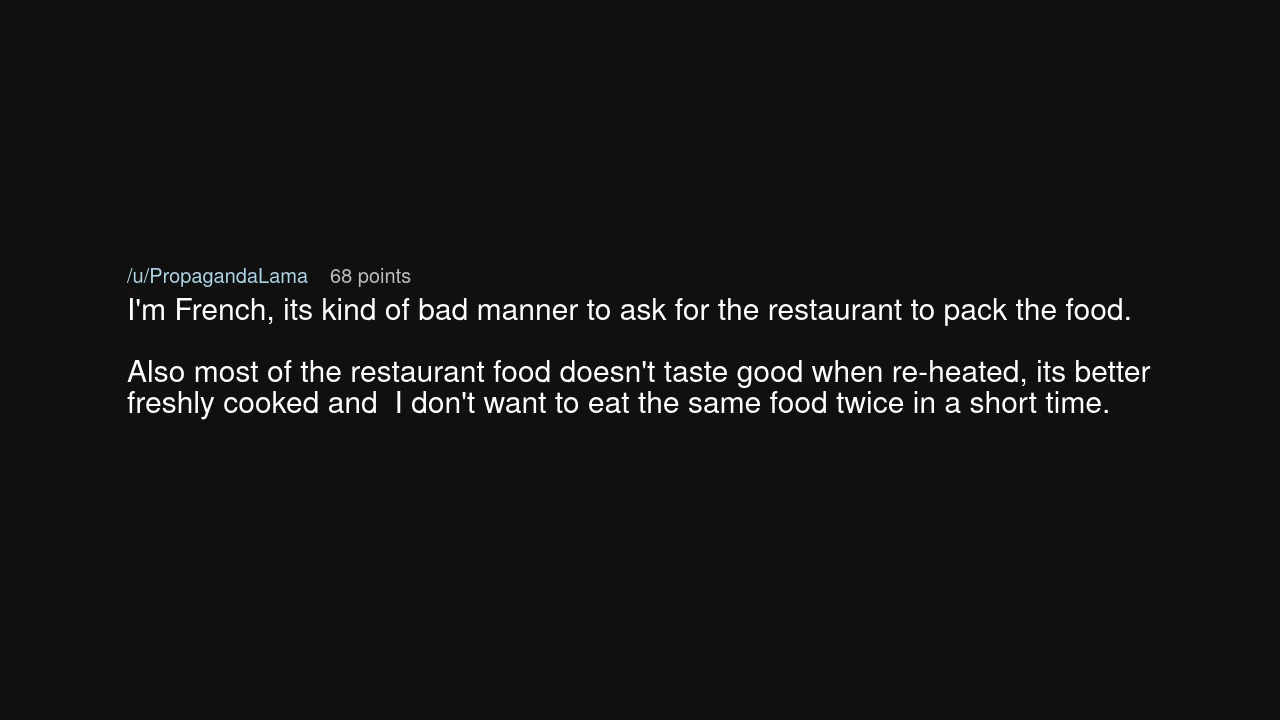 /u/PropagandaLama 68 points
I'm French, its kind of bad manner to ask for the restaurant to pack the food.
Also most of the restaurant food doesn't taste good when re-heated, its better
freshly cooked and  I don't want to eat the same food twice in a short time.